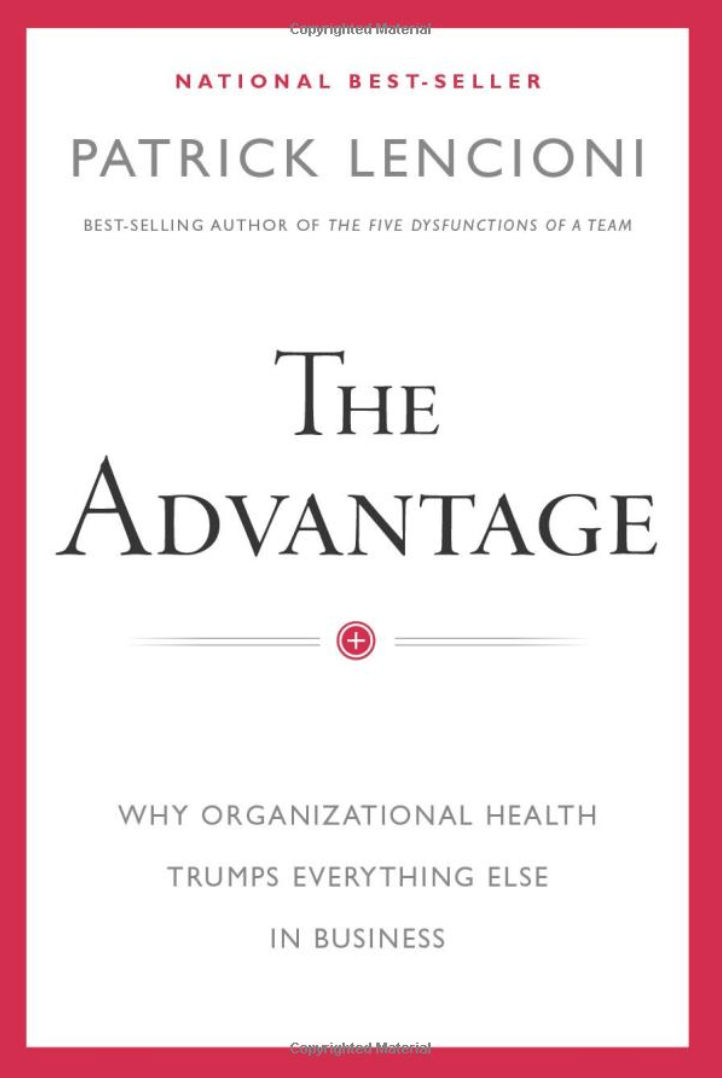 Copyrighted Material
NATIONAL BEST-SELLER
PATRICK LENCIONI
BEST-SELLING AUTHOR OF THE FIVE DYSFUNCTIONS OF A TEAM
THE
ADVANTAGE
WHY ORGANIZATIONAL HEALTH
TRUMPS EVERYTHING ELSE
IN BUSINESS
Copyrighted Material